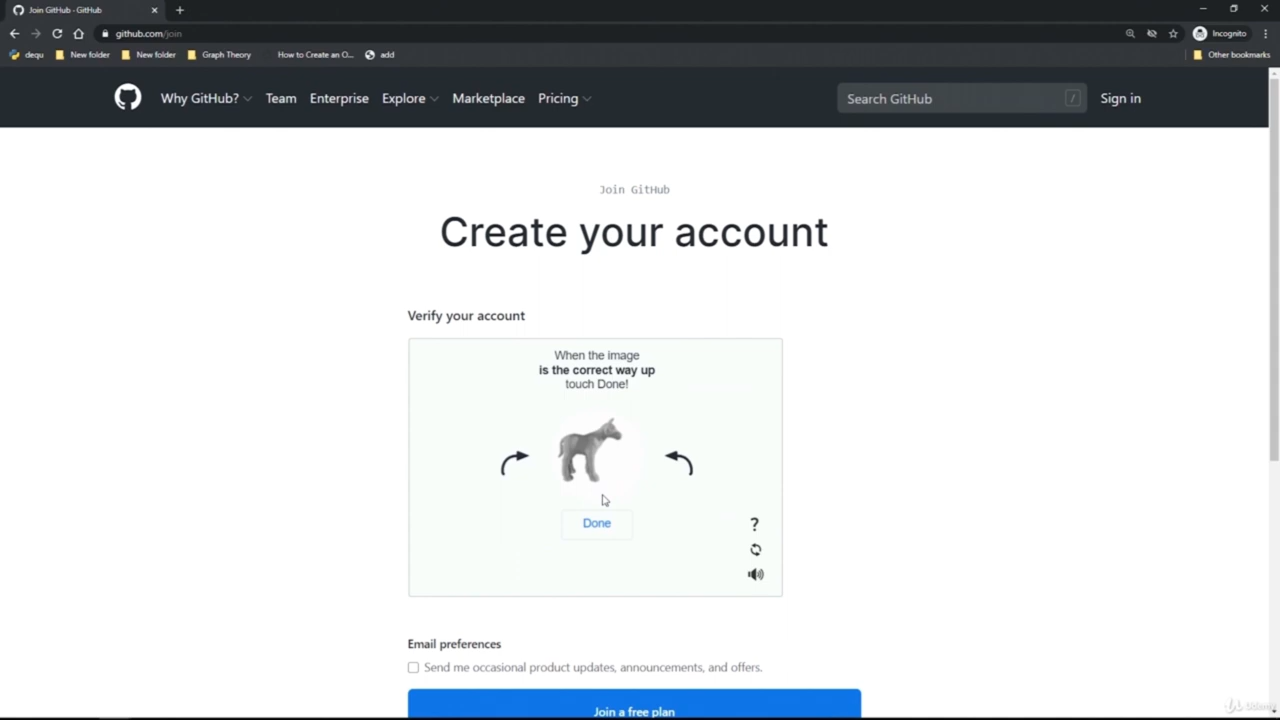 Join GitHub · GitHub
github.com/join
Incognito
dequ
New folder
New folder
Graph Theory
How to Create an O...
add
Other bookmarks
Why GitHub?
Team
Enterprise
Explore
Marketplace
Pricing
Search GitHub
/
Sign in
Join GitHub
Create your account
Verify your account
When the image
is the correct way up
touch Done!
Done
?
Email preferences
Send me occasional product updates, announcements, and offers.
Join a free plan
Udemy